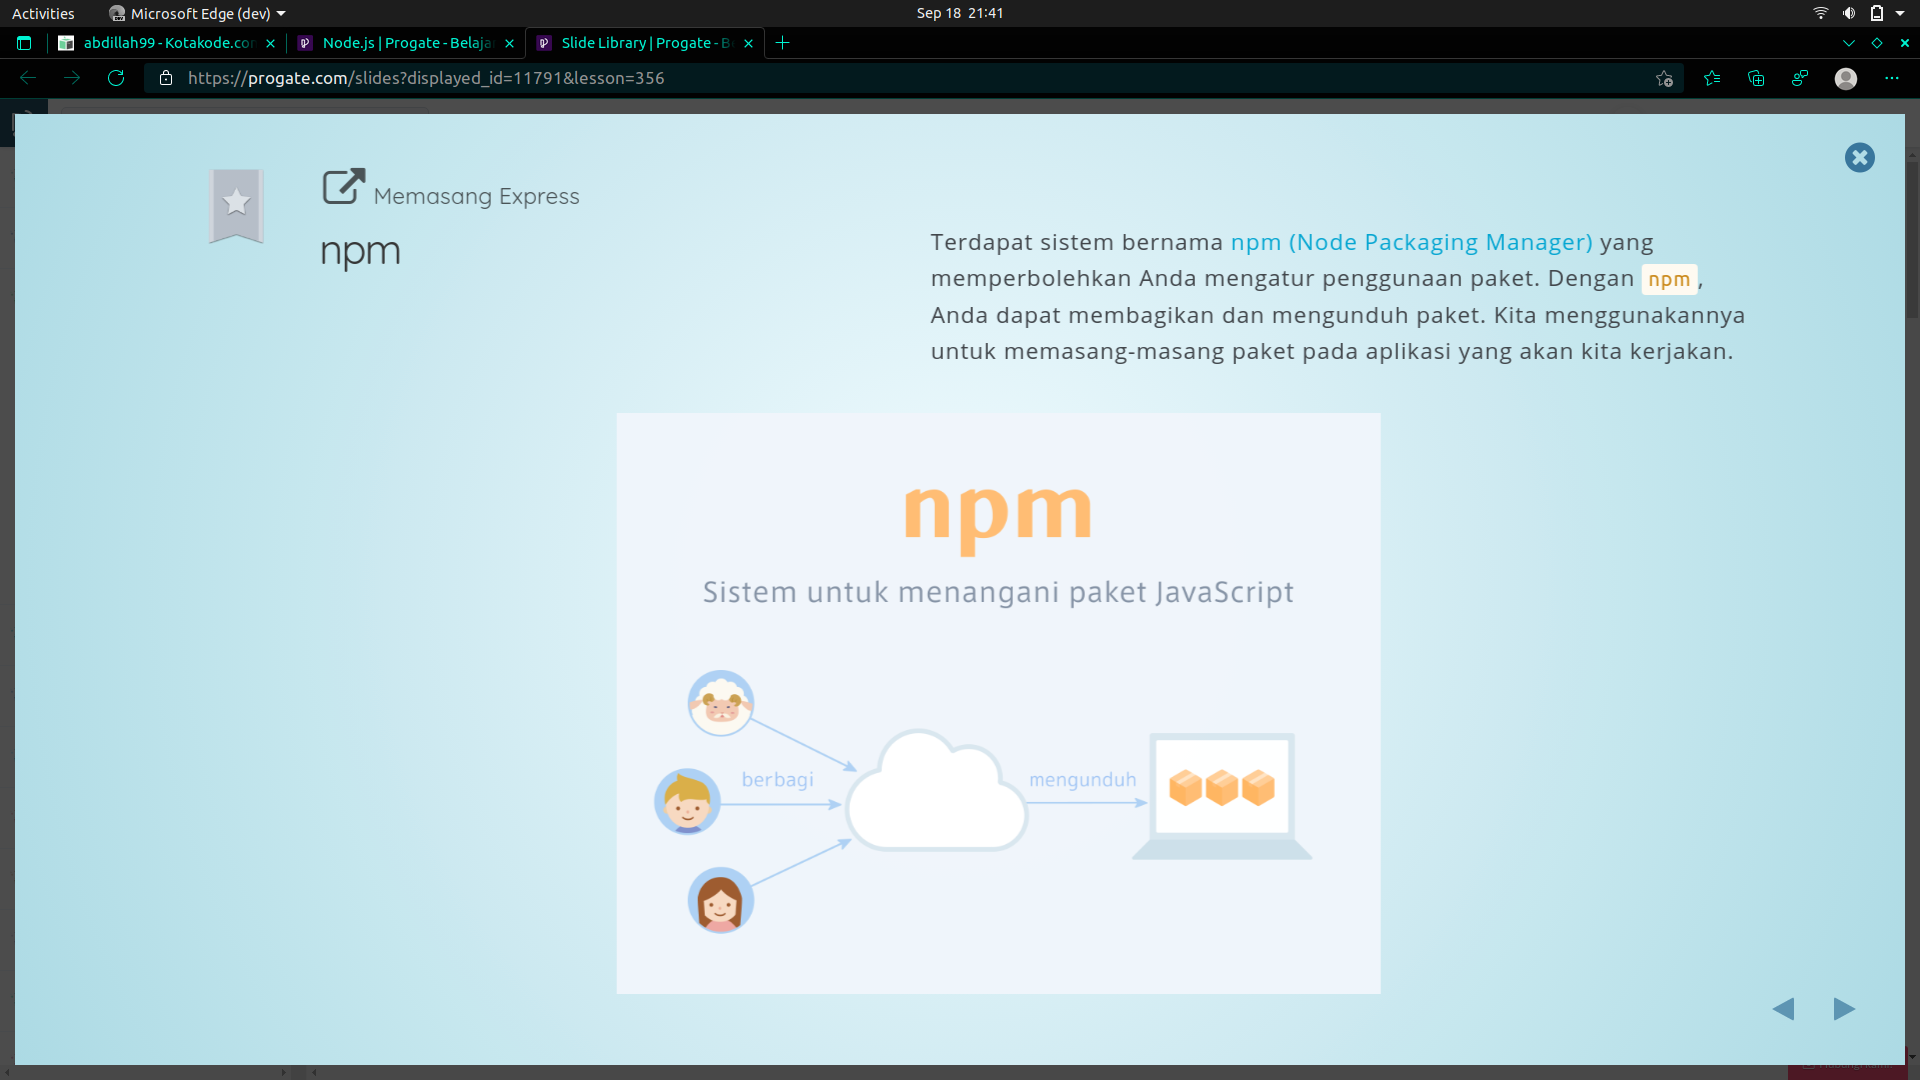 Activities
Microsoft Edge (dev)
Sep 18 21:41
abdillah99 - Kotakode.com
Node.js | Progate - Belaja
Slide Library | Progate - Be
https://progate.com/slides?displayed_id=11791&lesson=356
Memasang Express
npm
Terdapat sistem bernama npm (Node Packaging Manager) yang
memperbolehkan Anda mengatur penggunaan paket. Dengan npm,
Anda dapat membagikan dan mengunduh paket. Kita menggunakannya
untuk memasang-masang paket pada aplikasi yang akan kita kerjakan.
npm
Sistem untuk menangani paket JavaScript
berbagi
mengunduh